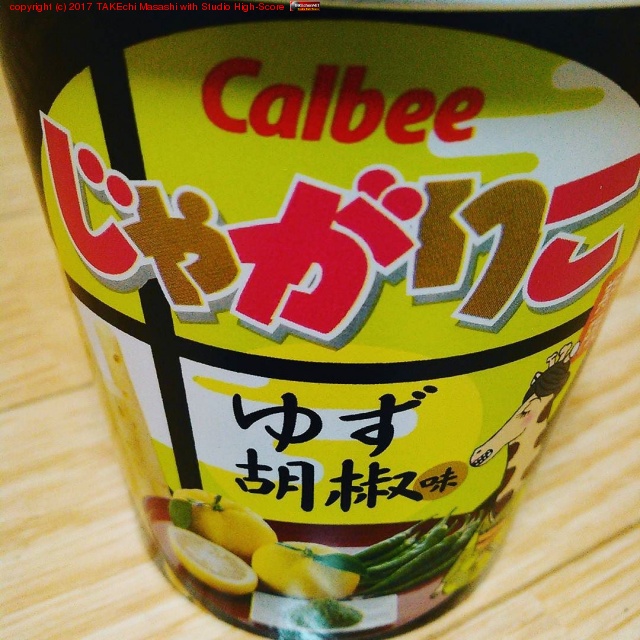 copyright (c) 2017 TAKEchi Masashi with Studio High-Score
Calbee
じゃがりこ
ゆず
胡椒味